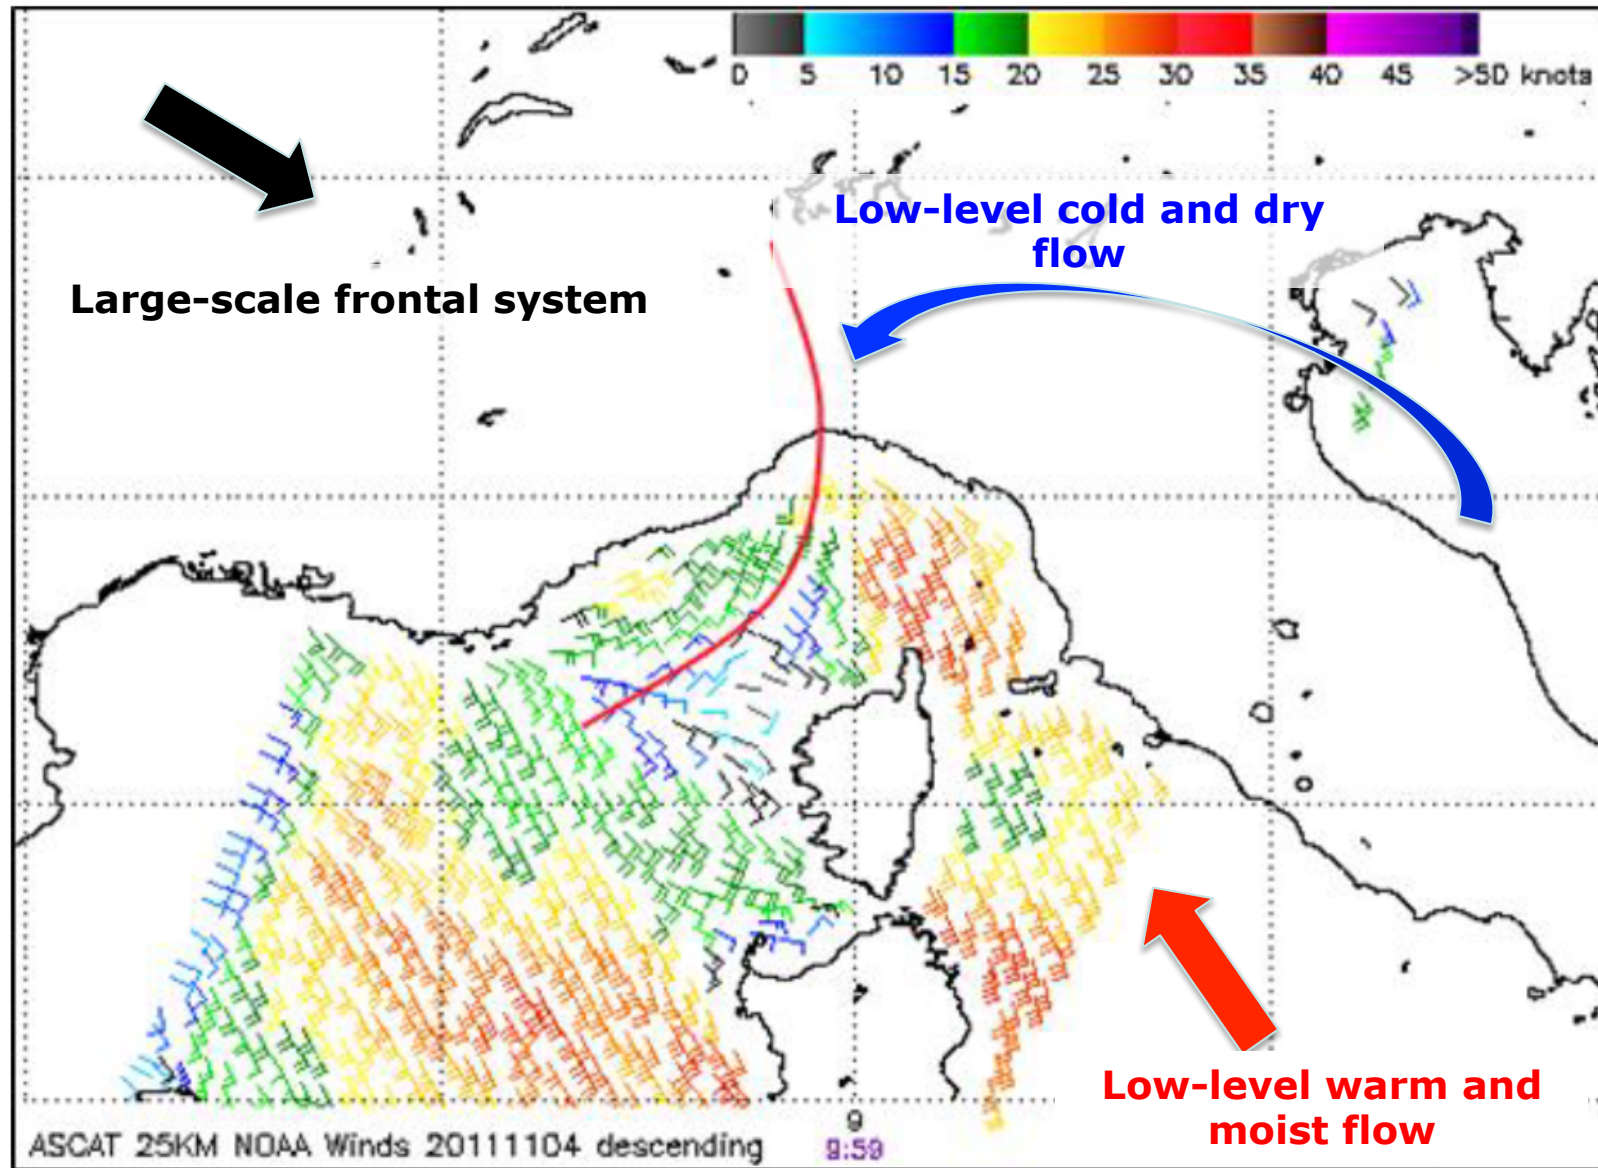 0 5 10 15 20 25 30 35 40 45 >50 knots
Low-level cold and dry
flow
Large-scale frontal system
Low-level warm and
moist flow
9
ASCAT 25KM NOAA Winds 20111104 descending 9:59